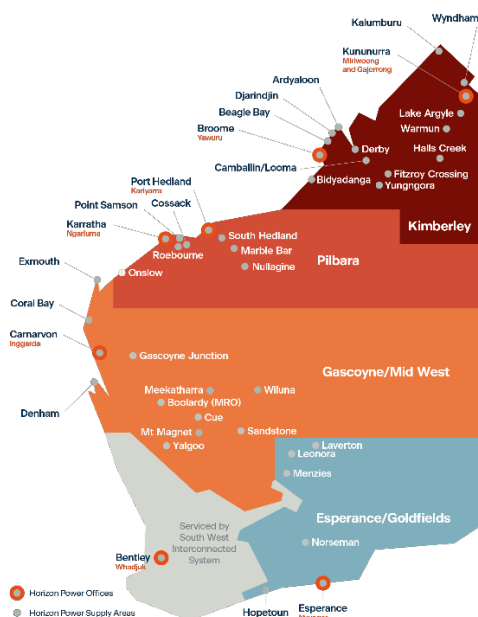 Wyndham
Kalumburu
Kununurra
Miriwoong
and Gajerrong
Ardyaloon
Djarindjin
Beagle Bay
Broome
Yawuru
Lake Argyle
Warmun
Derby
Halls Creek
Camballin/Looma
Fitzroy Crossing
Bidyadanga
Yungngora
Port Hedland
Kariyarra
Point Samson
Cossack
Karratha
Ngarluma
Kimberley
South Hedland
Roebourne
Marble Bar
Pilbara
Exmouth
Onslow
Nullagine
Coral Bay
Carnarvon
Inggarda
Gascoyne Junction
Gascoyne/Mid West
Meekatharra
Wiluna
Boolardy (MRO)
Denham
Cue
Mt Magnet
Sandstone
Yalgoo
Laverton
Leonora
Menzies
Esperance/Goldfields
Serviced by
South West
Interconnected
System
Norseman
Bentley
Whadjuk
Horizon Power Offices
Horizon Power Supply Areas
Hopetoun
Esperance